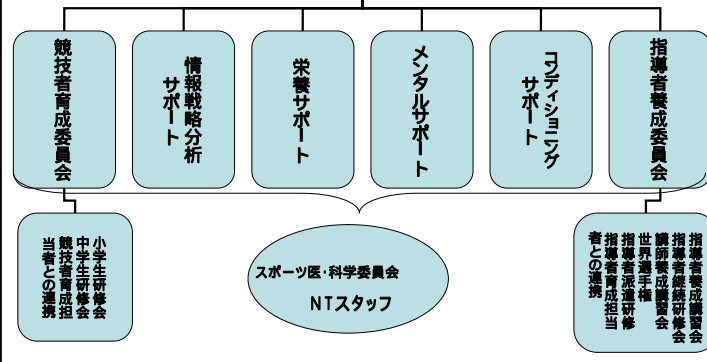 競技者育成委員会
情報戦略分析
サポート
栄養サポート
メンタルサポート
コンディショニング
サポート
指導者養成委員会
小学生研修会
中学生研修会
競技者育成担
当者との連携
スポーツ医・科学委員会
NTスタッフ
指導者養成講習会
指導者継続研修会
講師養成講習会
世界選手権
指導者派遣研修
指導者育成担当
者との連携